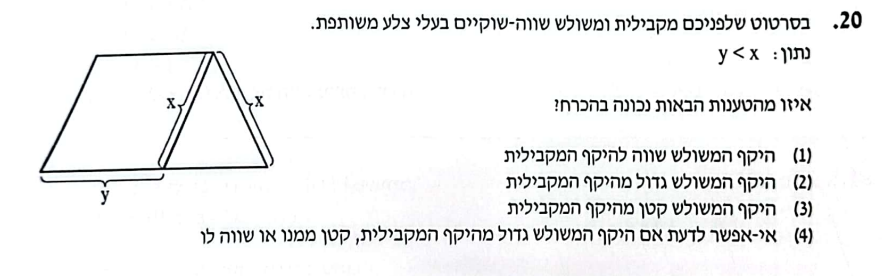 20. בסרטוט שלפניכם מקבילית ומשולש שווה-שוקיים בעלי צלע משותפת.
נתון: y < x
איזו מהטענות הבאות נכונה בהכרח?
x x
y
(1) היקף המשולש שווה להיקף המקבילית
(2) היקף המשולש גדול מהיקף המקבילית
(3) היקף המשולש קטן מהיקף המקבילית
(4) אי-אפשר לדעת אם היקף המשולש גדול מהיקף המקבילית, קטן ממנו או שווה לו